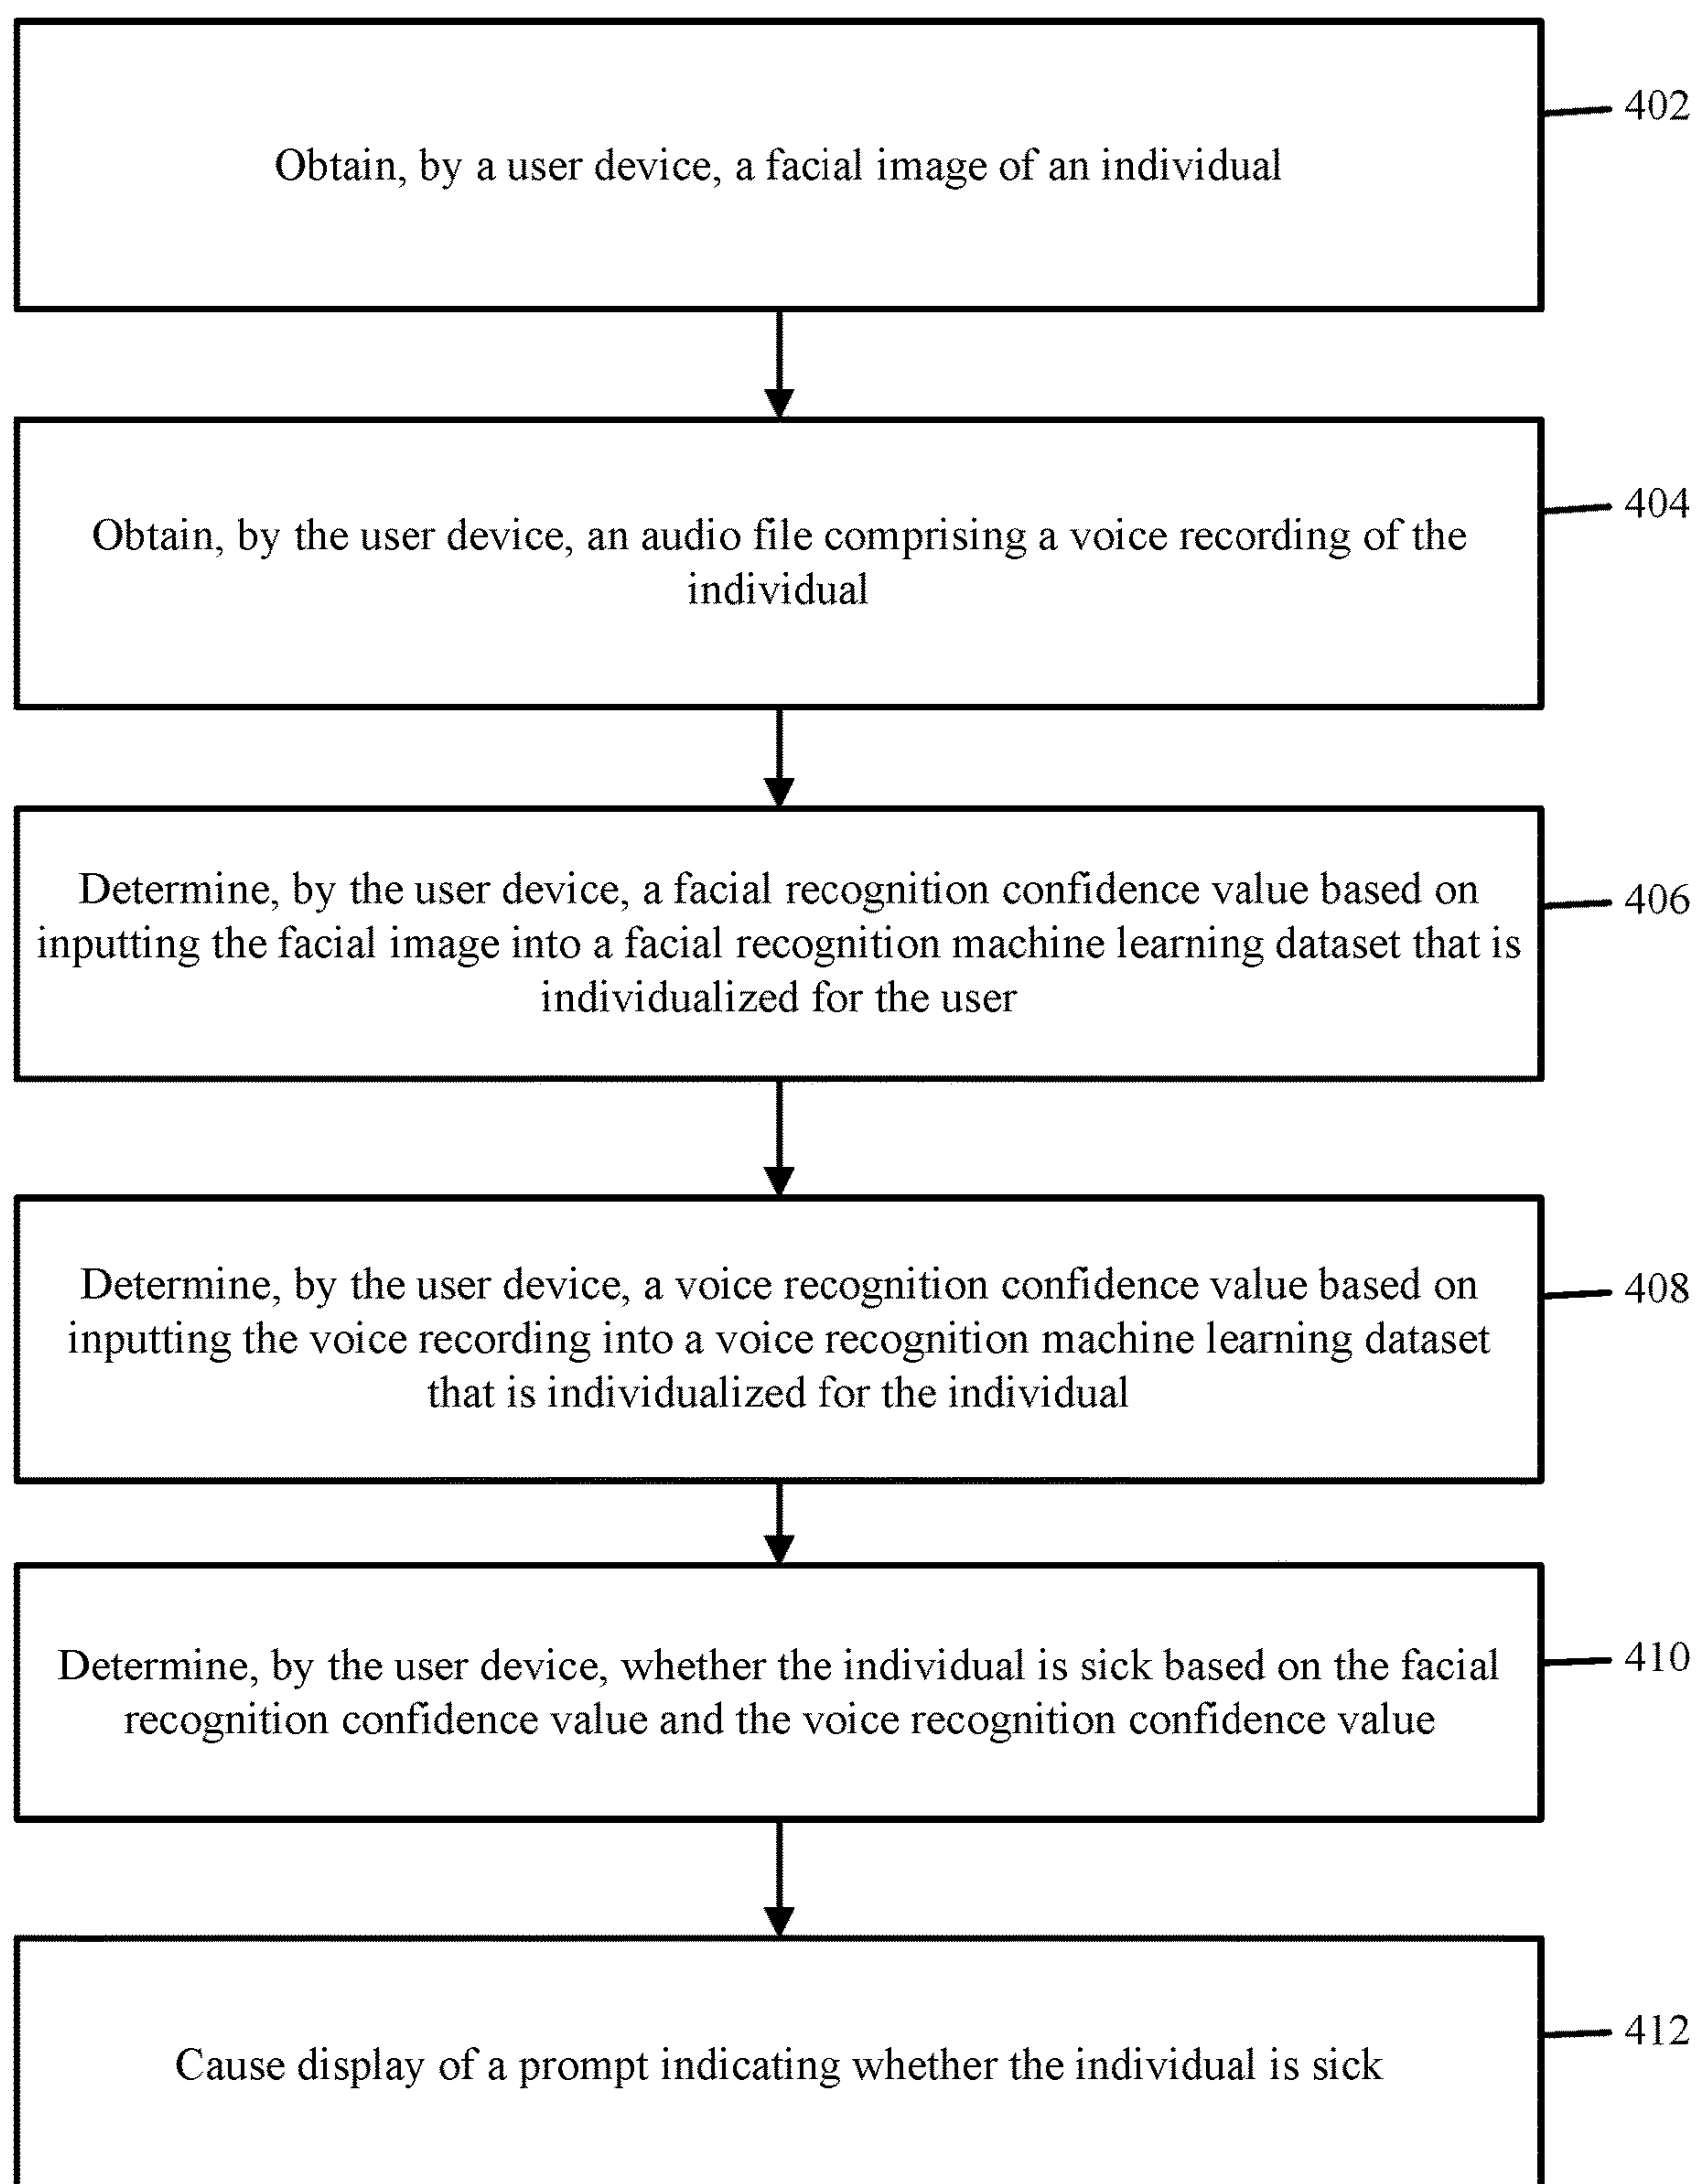 Obtain, by a user device, a facial image of an individual
402
Obtain, by the user device, an audio file comprising a voice recording of the
individual
404
Determine, by the user device, a facial recognition confidence value based on
inputting the facial image into a facial recognition machine learning dataset that is
individualized for the user
406
Determine, by the user device, a voice recognition confidence value based on
inputting the voice recording into a voice recognition machine learning dataset
that is individualized for the individual
408
Determine, by the user device, whether the individual is sick based on the facial
recognition confidence value and the voice recognition confidence value
410
Cause display of a prompt indicating whether the individual is sick
412